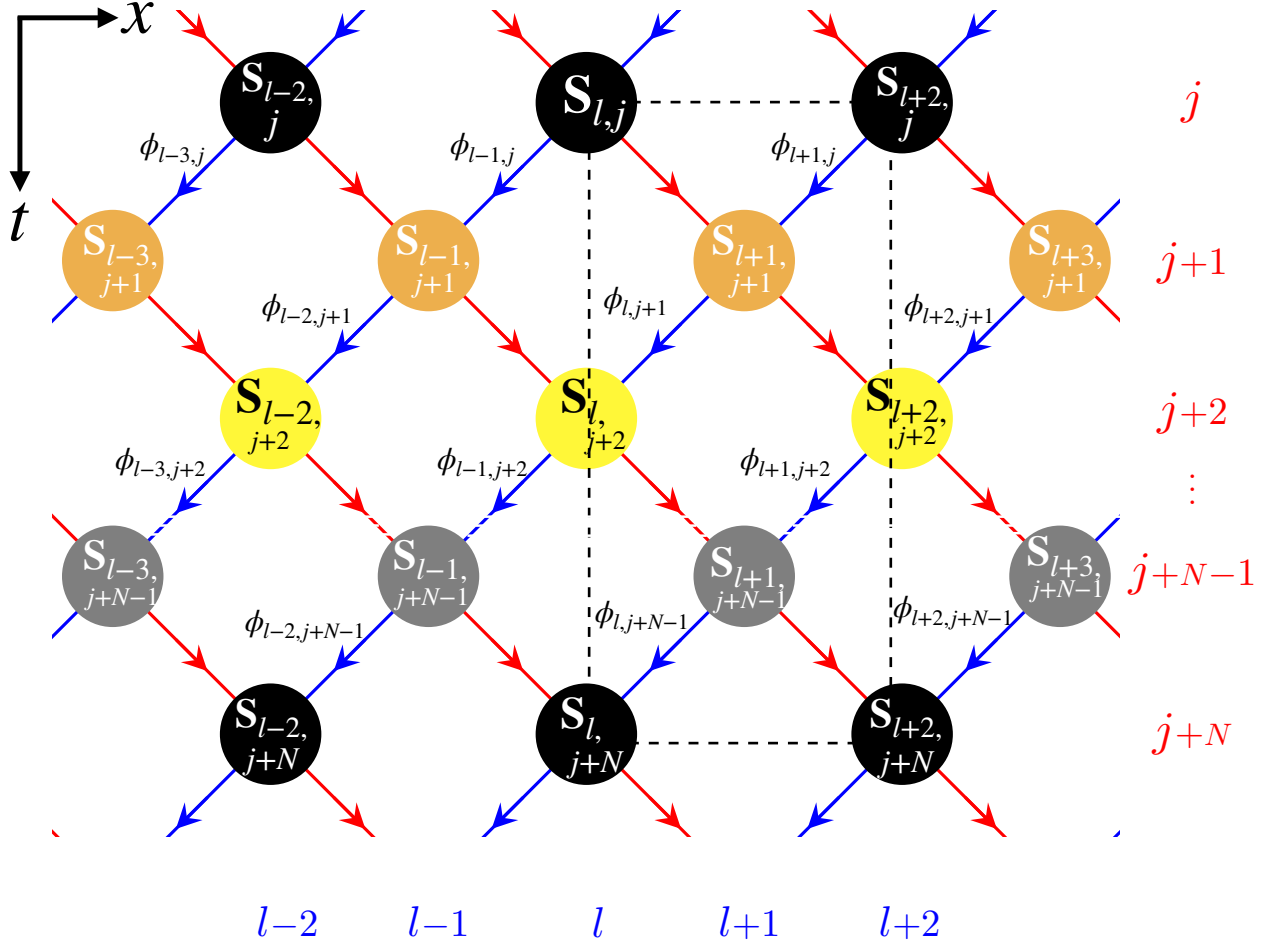 x
t
S_{l−2, j}
S_{l,j}
S_{l+2, j}
j
ϕ_{l−3,j}
ϕ_{l−1,j}
ϕ_{l+1,j}
S_{l−3, j+1}
S_{l−1, j+1}
S_{l+1, j+1}
S_{l+3, j+1}
j+1
ϕ_{l−2,j+1}
ϕ_{l,j+1}
ϕ_{l+2,j+1}
S_{l−2, j+2}
S_{l, j+2}
S_{l+2, j+2}
j+2
ϕ_{l−3,j+2}
ϕ_{l−1,j+2}
ϕ_{l+1,j+2}
⋮
S_{l−3, j+N−1}
S_{l−1, j+N−1}
S_{l+1, j+N−1}
S_{l+3, j+N−1}
j+N−1
ϕ_{l−2,j+N−1}
ϕ_{l,j+N−1}
ϕ_{l+2,j+N−1}
S_{l−2, j+N}
S_{l, j+N}
S_{l+2, j+N}
j+N
l−2
l−1
l
l+1
l+2